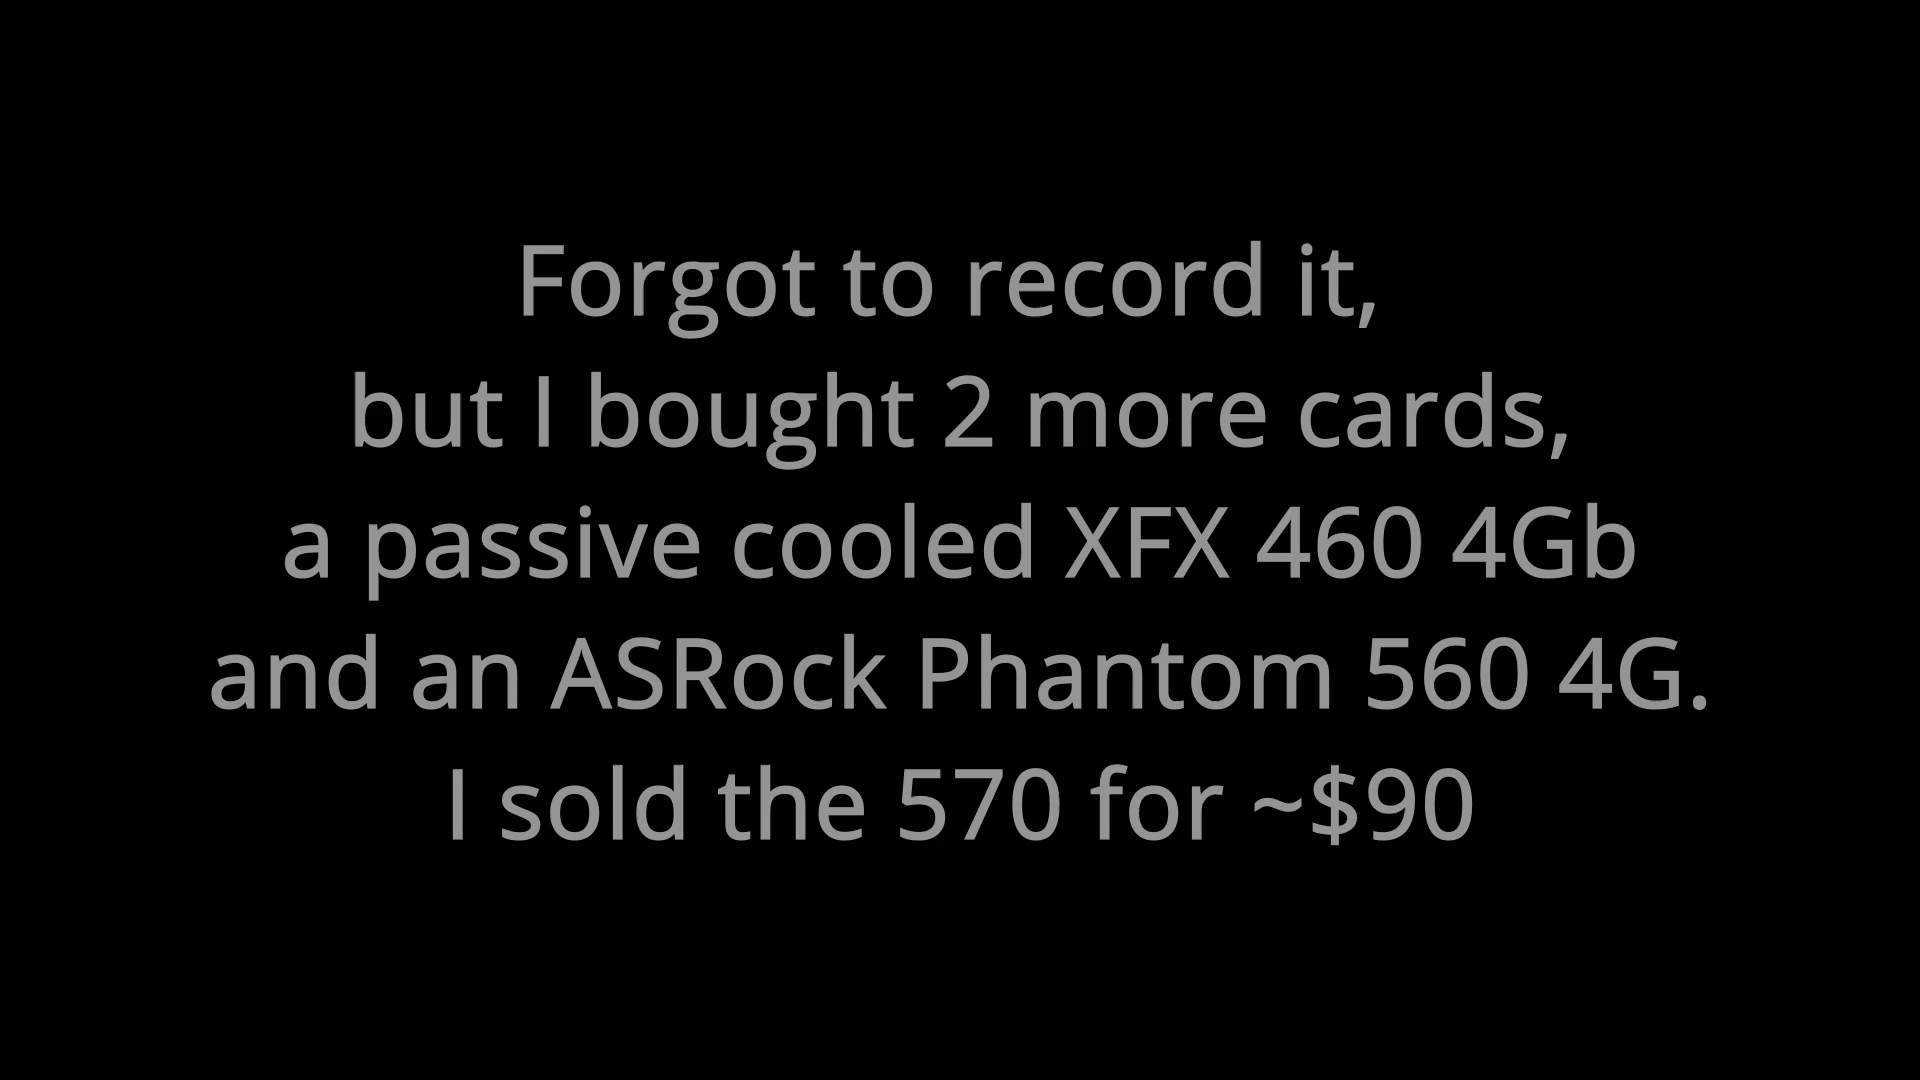 Forgot to record it,
but I bought 2 more cards,
a passive cooled XFX 460 4Gb
and an ASRock Phantom 560 4G.
I sold the 570 for ~$90